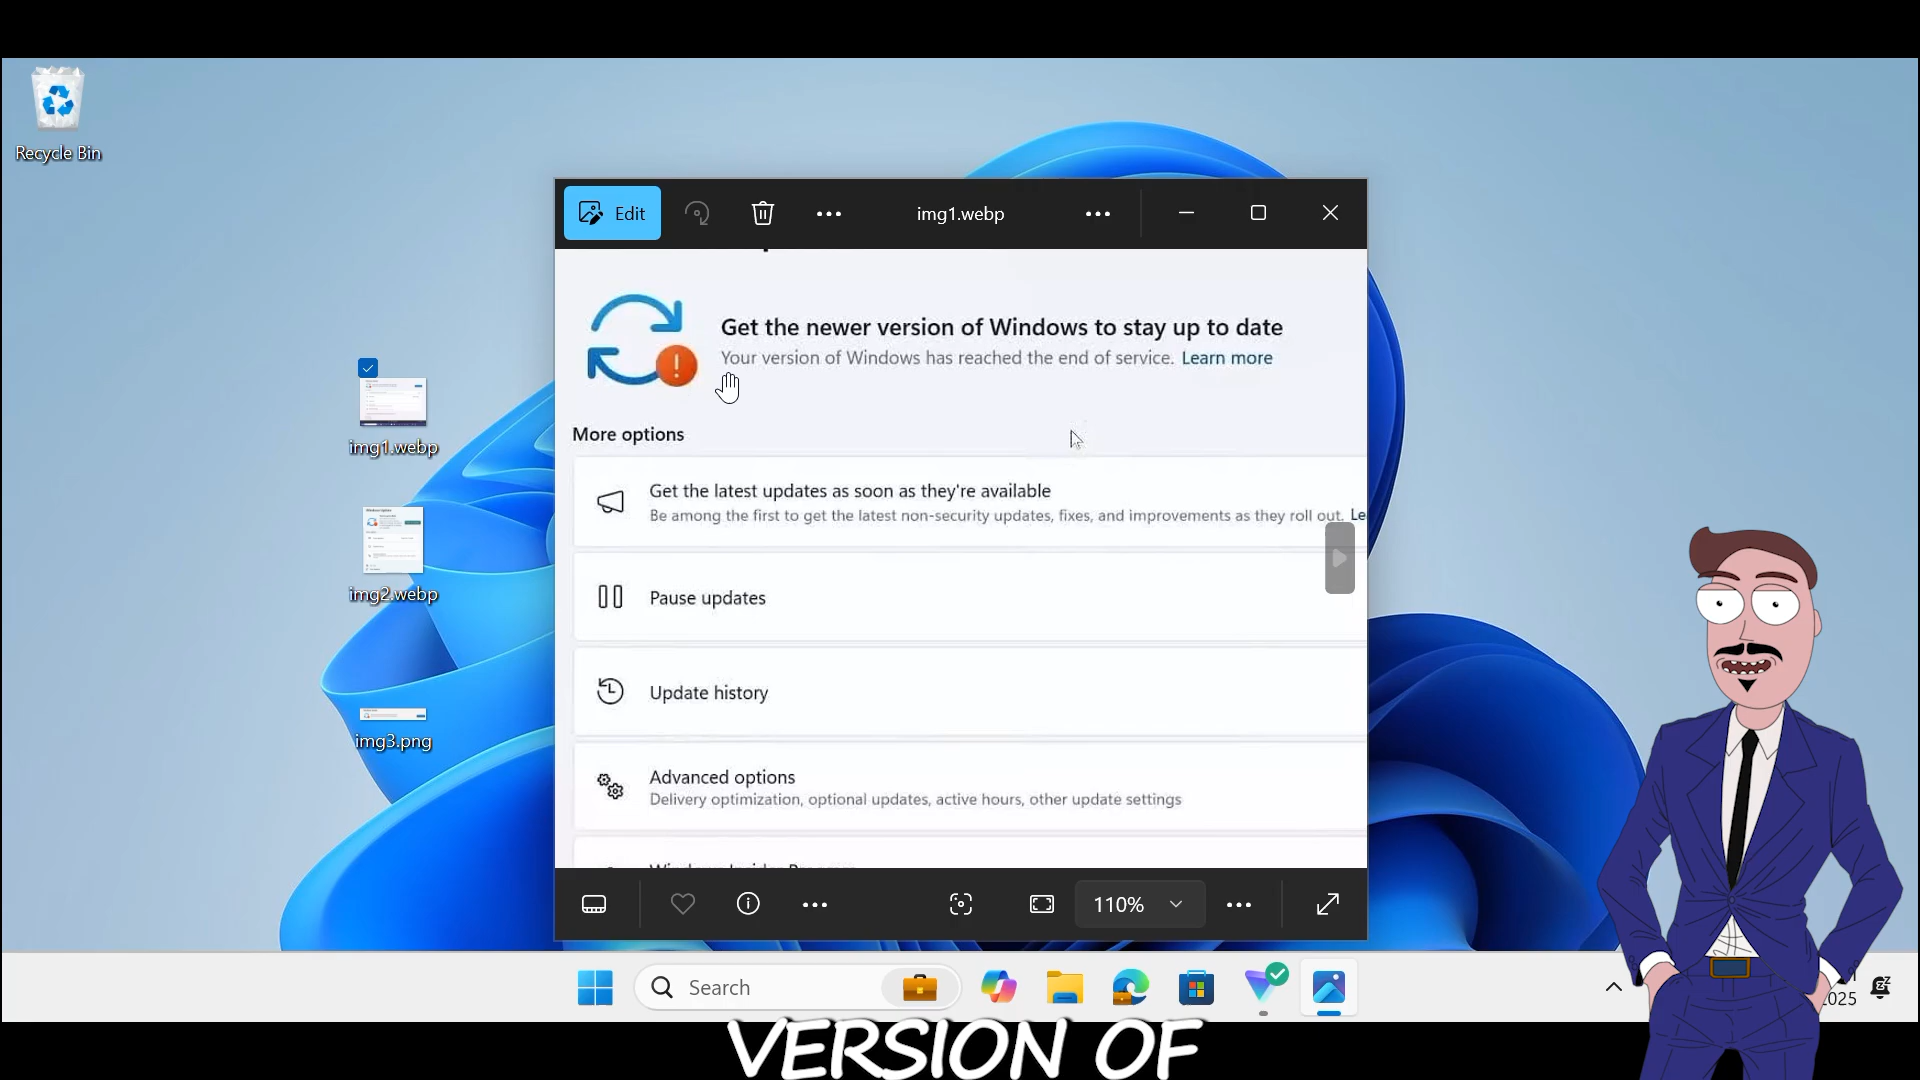 Recycle Bin
Edit
img1.webp
Get the newer version of Windows to stay up to date
Your version of Windows has reached the end of service. Learn more
More options
Get the latest updates as soon as they're available
Be among the first to get the latest non-security updates, fixes, and improvements as they roll out. Le
Pause updates
Update history
Advanced options
Delivery optimization, optional updates, active hours, other update settings
img1.webp
img2.webp
img3.png
110%
Search
VERSION OF